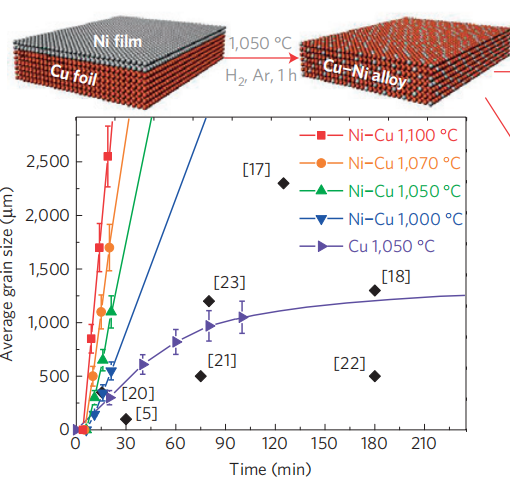 Ni film
Cu foil
1,050 °C
H2, Ar, 1 h
Cu–Ni alloy
Average grain size (μm)
2,500
2,000
1,500
1,000
500
0
0 30 60 90 120 150 180 210
Time (min)
Ni–Cu 1,100 °C
Ni–Cu 1,070 °C
Ni–Cu 1,050 °C
Ni–Cu 1,000 °C
Cu 1,050 °C
[17]
[23]
[18]
[21]
[22]
[20]
[5]